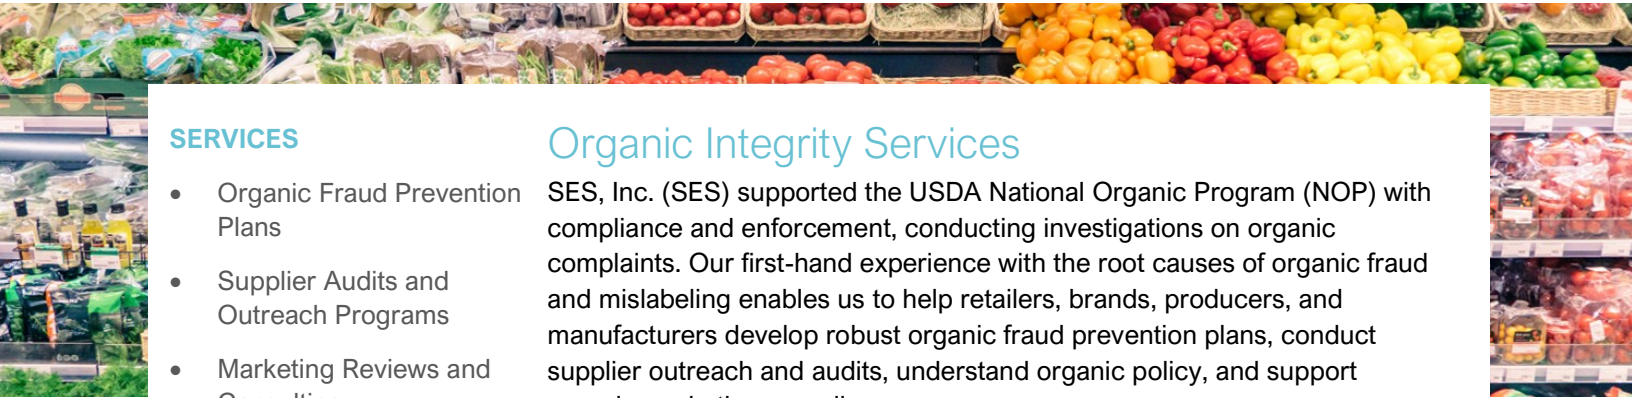 SERVICES
• Organic Fraud Prevention
Plans
• Supplier Audits and
Outreach Programs
• Marketing Reviews and
Organic Integrity Services
SES, Inc. (SES) supported the USDA National Organic Program (NOP) with
compliance and enforcement, conducting investigations on organic
complaints. Our first-hand experience with the root causes of organic fraud
and mislabeling enables us to help retailers, brands, producers, and
manufacturers develop robust organic fraud prevention plans, conduct
supplier outreach and audits, understand organic policy, and support